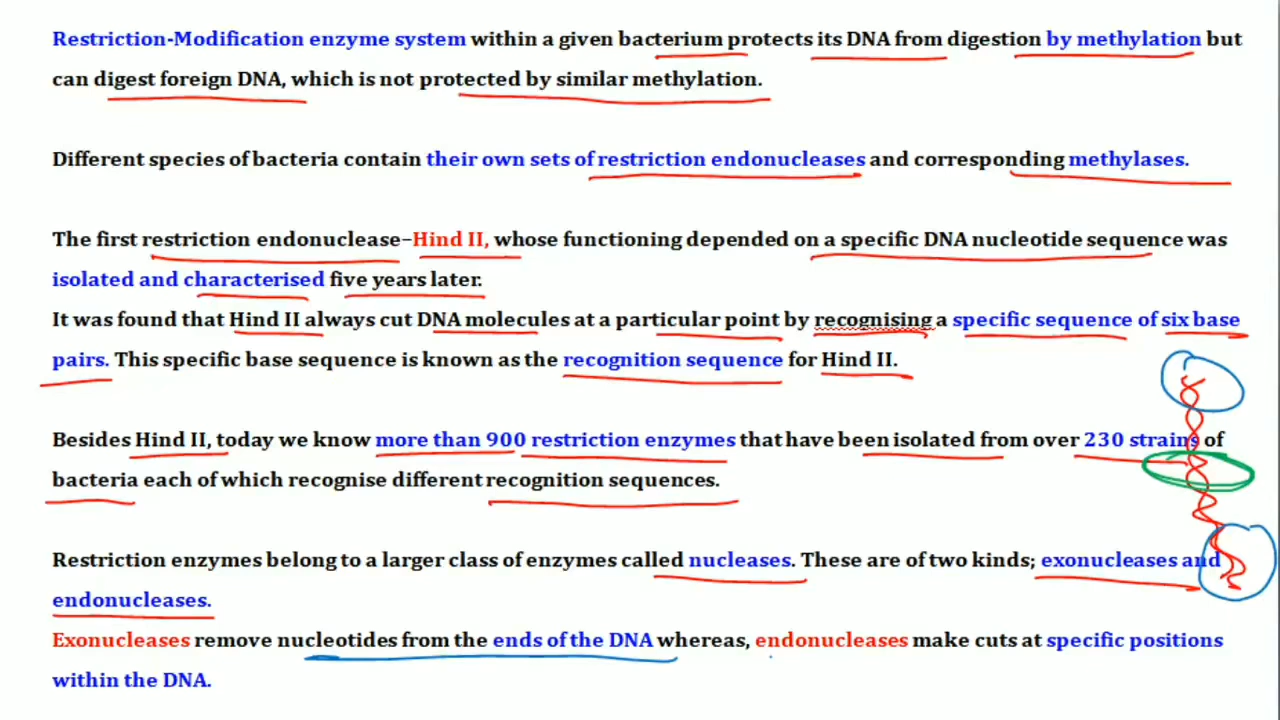 Restriction-Modification enzyme system within a given bacterium protects its DNA from digestion by methylation but
can digest foreign DNA, which is not protected by similar methylation.
Different species of bacteria contain their own sets of restriction endonucleases and corresponding methylases.
The first restriction endonuclease–Hind II, whose functioning depended on a specific DNA nucleotide sequence was
isolated and characterised five years later.
It was found that Hind II always cut DNA molecules at a particular point by recognising a specific sequence of six base
pairs. This specific base sequence is known as the recognition sequence for Hind II.
Besides Hind II, today we know more than 900 restriction enzymes that have been isolated from over 230 strains of
bacteria each of which recognise different recognition sequences.
Restriction enzymes belong to a larger class of enzymes called nucleases. These are of two kinds; exonucleases and
endonucleases.
Exonucleases remove nucleotides from the ends of the DNA whereas, endonucleases make cuts at specific positions
within the DNA.